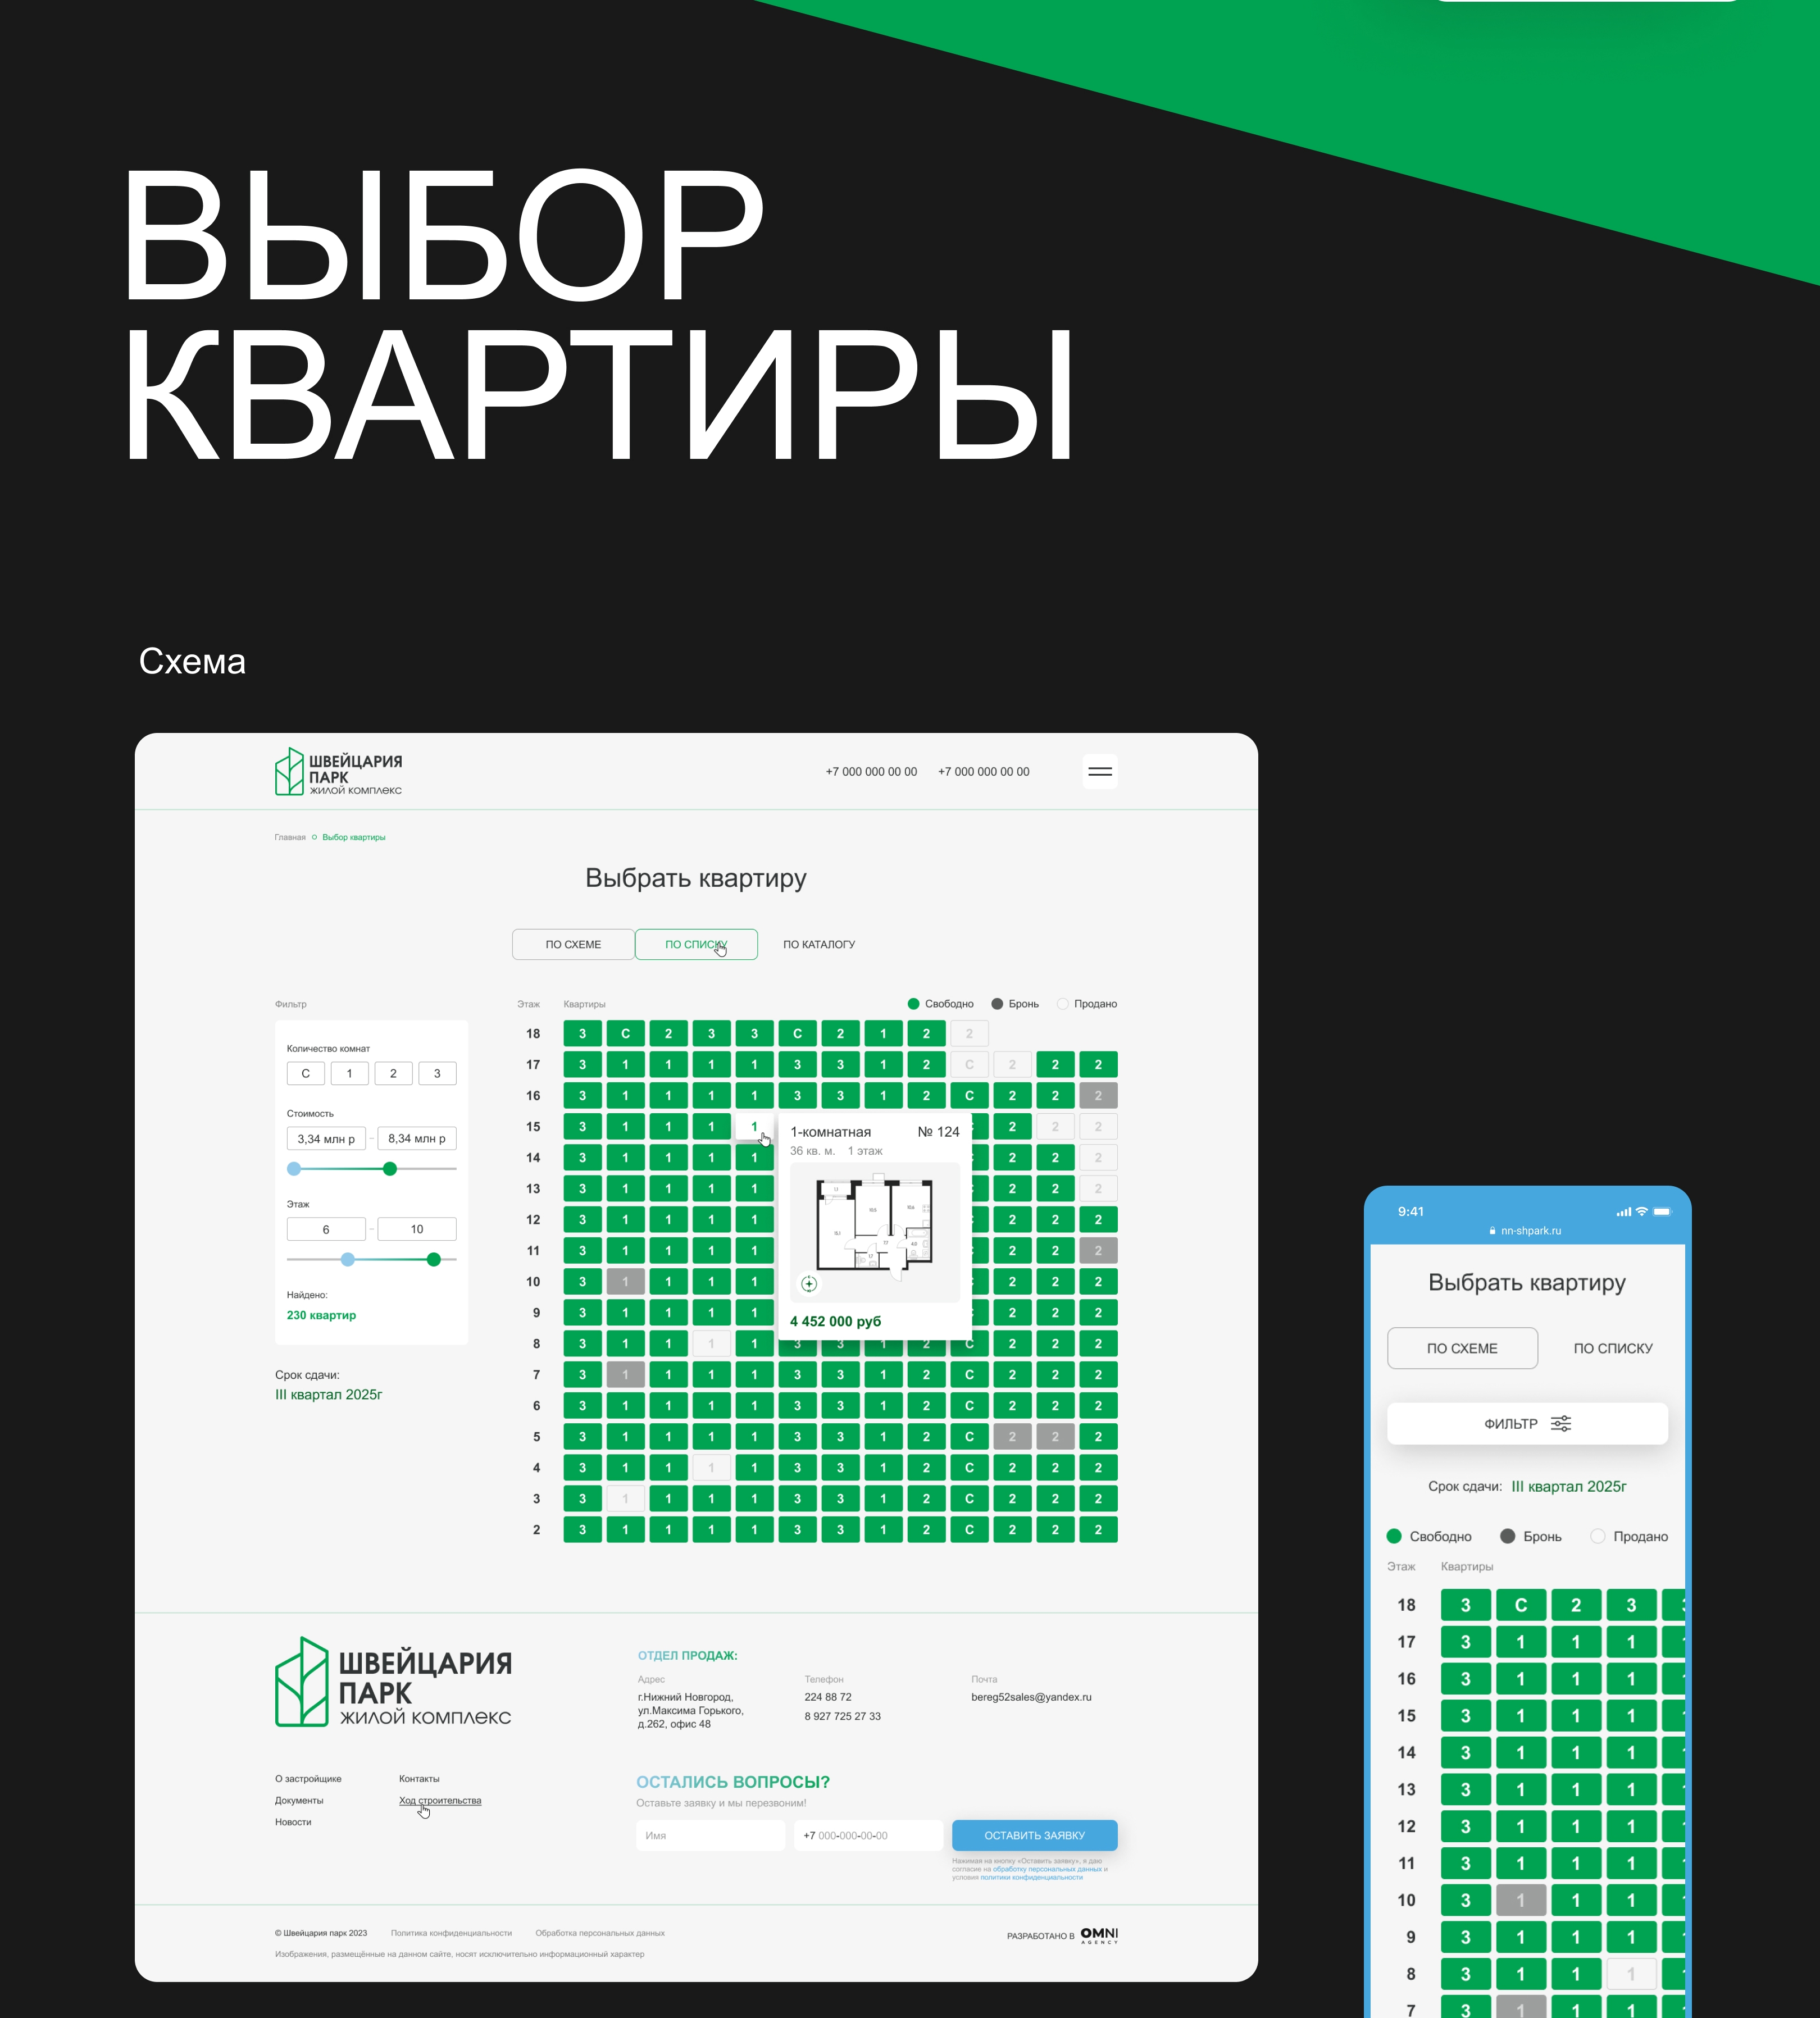 ВЫБОР
КВАРТИРЫ
Схема
ШВЕЙЦАРИЯ
ПАРК
ЖИЛОЙ КОМПЛЕКС
+7 000 000 00 00 +7 000 000 00 00
Главная Выбор квартиры
Выбрать квартиру
ПО СХЕМЕ ПО СПИСКУ ПО КАТАЛОГУ
Фильтр
Количество комнат
С 1 2 3
Стоимость
3,34 млн р - 8,34 млн р
Этаж
6 - 10
Найдено:
230 квартир
Срок сдачи:
III квартал 2025г
Этаж Квартиры Свободно Бронь Продано
18 3 С 2 3 3 С 2 1 2 2
17 3 1 1 1 1 3 3 1 2 С 2 2 2
16 3 1 1 1 1 3 3 1 2 С 2 2 2
15 3 1 1 1 1 2 2 2
14 3 1 1 1 1 2 2 2
13 3 1 1 1 1 2 2 2
12 3 1 1 1 1 2 2 2
11 3 1 1 1 1 2 2 2
10 3 1 1 1 1 2 2 2
9 3 1 1 1 1 2 2 2
8 3 1 1 1 1 3 3 1 2 С 2 2 2
7 3 1 1 1 1 3 3 1 2 С 2 2 2
6 3 1 1 1 1 3 3 1 2 С 2 2 2
5 3 1 1 1 1 3 3 1 2 С 2 2 2
4 3 1 1 1 1 3 3 1 2 С 2 2 2
3 3 1 1 1 1 3 3 1 2 С 2 2 2
2 3 1 1 1 1 3 3 1 2 С 2 2 2
1-комнатная № 124
36 кв. м. 1 этаж
4 452 000 руб
ШВЕЙЦАРИЯ
ПАРК
ЖИЛОЙ КОМПЛЕКС
ОТДЕЛ ПРОДАЖ:
Адрес
г.Нижний Новгород,
ул.Максима Горького,
д.262, офис 48
Телефон
224 88 72
8 927 725 27 33
Почта
bereg52sales@yandex.ru
О застройщике
Документы
Новости
Контакты
Ход строительства
ОСТАЛИСЬ ВОПРОСЫ?
Оставьте заявку и мы перезвоним!
Имя +7 000-000-00-00 ОСТАВИТЬ ЗАЯВКУ
Нажимая на кнопку «Оставить заявку», я даю
согласие на обработку персональных данных и
условия политики конфиденциальности
© Швейцария парк 2023 Политика конфиденциальности Обработка персональных данных
Изображения, размещённые на данном сайте, носят исключительно информационный характер
РАЗРАБОТАНО В OMNI
AGENCY
9:41
nn-shpark.ru
Выбрать квартиру
ПО СХЕМЕ ПО СПИСКУ
ФИЛЬТР
Срок сдачи: III квартал 2025г
Свободно Бронь Продано
Этаж Квартиры
18 3 С 2 3
17 3 1 1 1
16 3 1 1 1
15 3 1 1 1
14 3 1 1 1
13 3 1 1 1
12 3 1 1 1
11 3 1 1 1
10 3 1 1 1
9 3 1 1 1
8 3 1 1 1
7 3 1 1 1